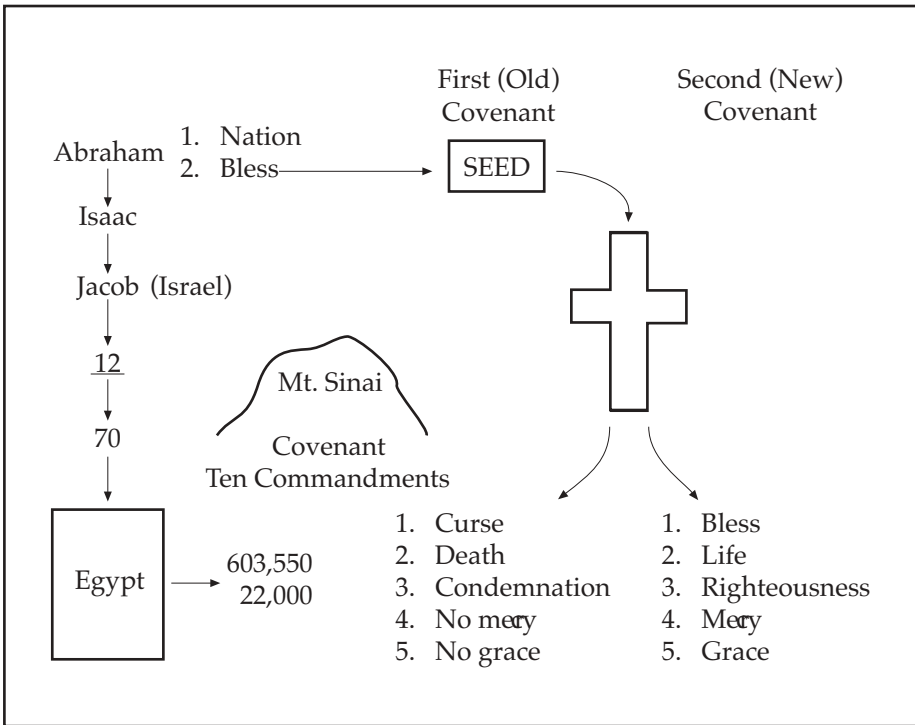 First (Old)
Covenant
Second (New)
Covenant
Abraham
1. Nation
2. Bless
SEED
Isaac
Jacob (Israel)
12
70
Mt. Sinai
Covenant
Ten Commandments
Egypt
603,550
22,000
1. Curse
2. Death
3. Condemnation
4. No mercy
5. No grace
1. Bless
2. Life
3. Righteousness
4. Mercy
5. Grace